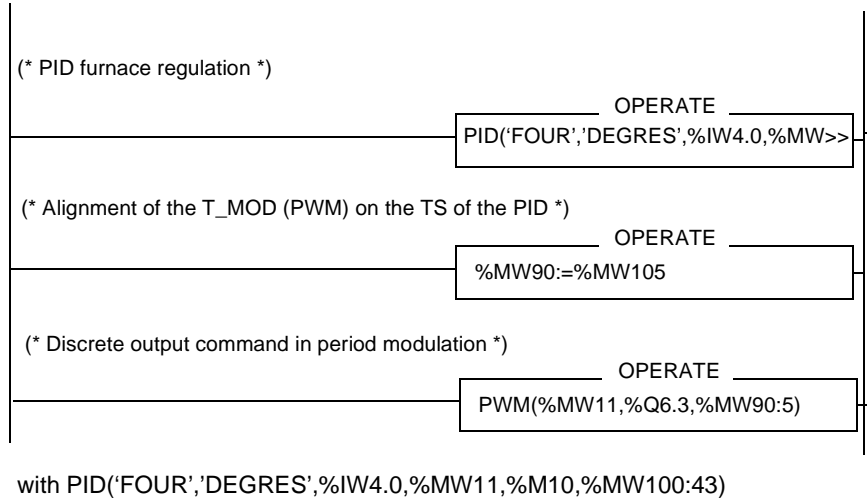 (* PID furnace regulation *)
OPERATE
PID(‘FOUR’,’DEGRES’,%IW4.0,%MW>>
(* Alignment of the T_MOD (PWM) on the TS of the PID *)
OPERATE
%MW90:=%MW105
(* Discrete output command in period modulation *)
OPERATE
PWM(%MW11,%Q6.3,%MW90:5)
with PID('FOUR','DEGRES',%IW4.0,%MW11,%M10,%MW100:43)